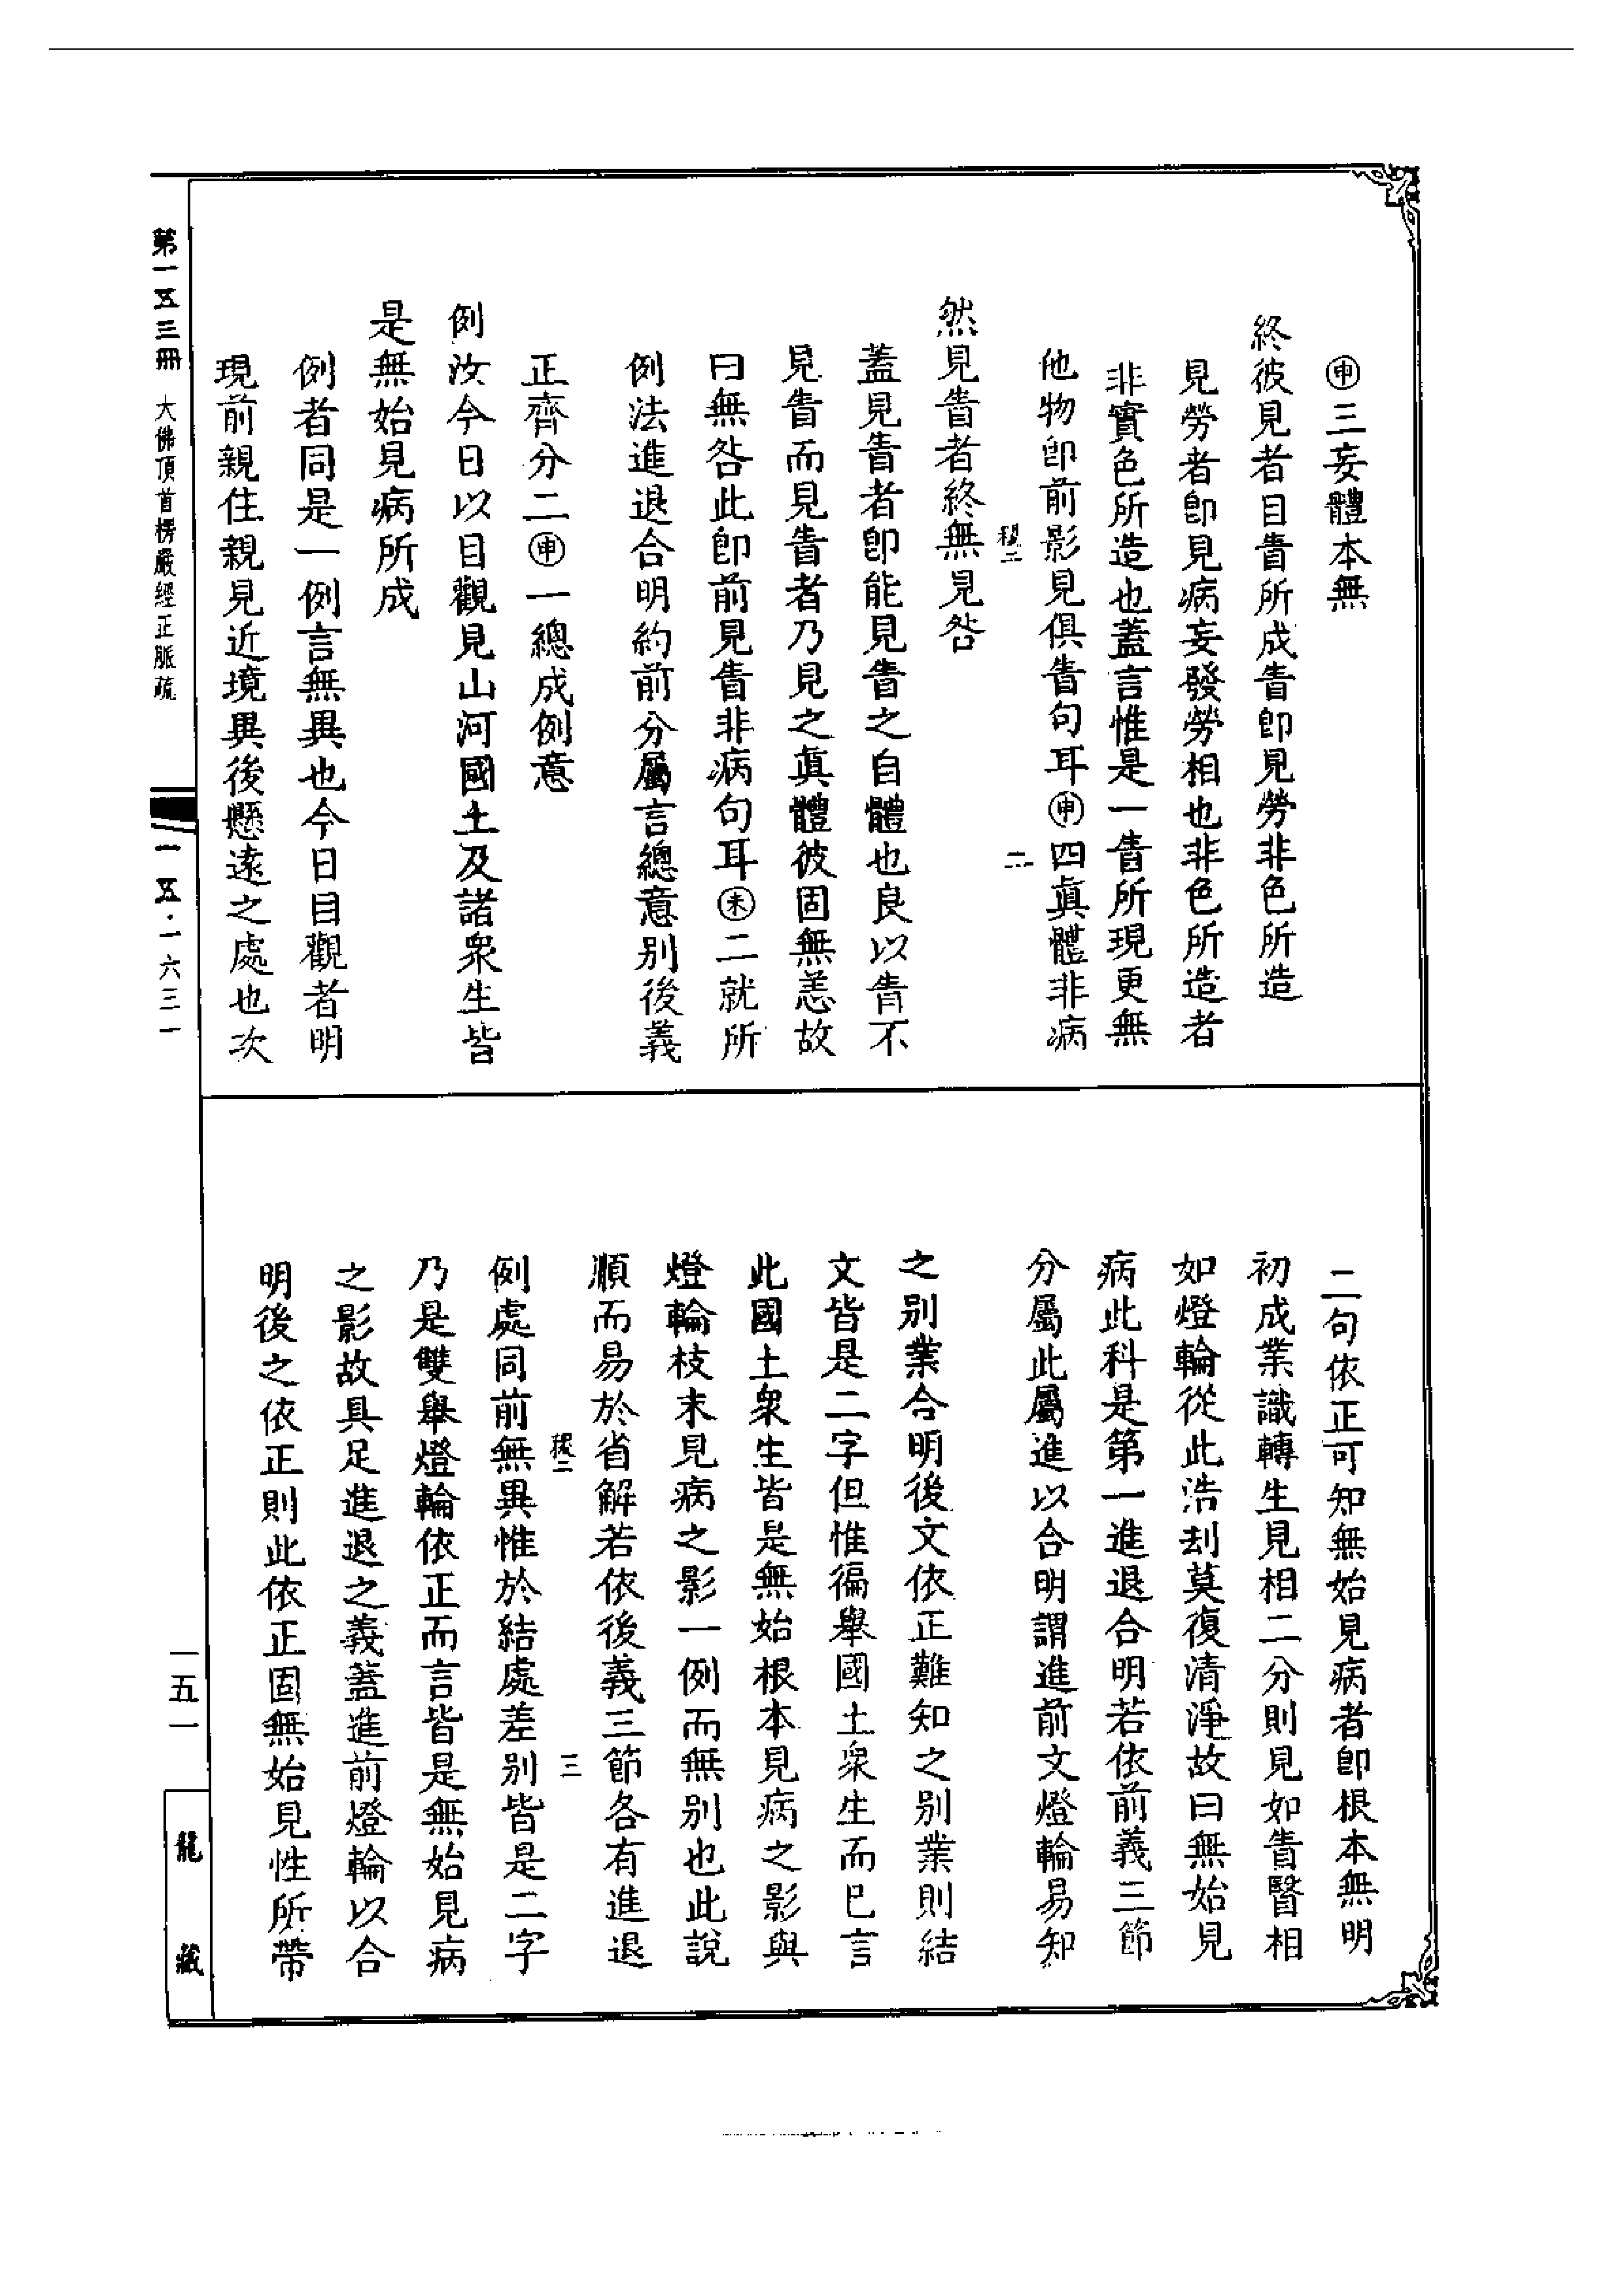 ㊥三妄體本無
終彼見者目眚所成眚即見勞非色所造
見勞者即見病妄發勞相也非色所造者
非實色所造也蓋言惟是一眚所現更無
他物即前影見俱眚句耳㊥四眞體非病
二
然見眚者終無見咎
蓋見眚者即能見眚之自體也良以眚不
見眚而見眚者乃見之眞體彼固無恙故
曰無咎此即前見眚非病句耳未二就所
例法進退合明約前分屬言總意别後義
正齊分二申一總成例意
例汝今日以目觀見山河國土及諸衆生皆
是無始見病所成
例者同是一例言無異也今日目觀者明
現前親住親見近境異後懸遠之處也次
二句依正可知無始見病者即根本無明
初成業識轉生見相二分則見如眚瞖相
如燈輪從此浩刦莫復清淨故曰無始見
病此科是第一進退合明若依前義三節
分屬此屬進以合明謂進前文燈輪易知
之别業合明後文依正難知之别業則結
文皆是二字但惟徧舉國土衆生而已言
此國土衆生皆是無始根本見病之影與
燈輪枝末見病之影一例而無别也此說
順而易於省解若依後義三節各有進退
三
例處同前無異惟於結處差别皆是二字
乃是雙舉燈輪依正而言皆是無始見病
之影故具足進退之義蓋進前燈輪以合
明後之依正則此依正固無始見性所帶
第一五三冊 大佛頂首楞嚴經正脈疏
一五·一六三一
一五一
龍藏